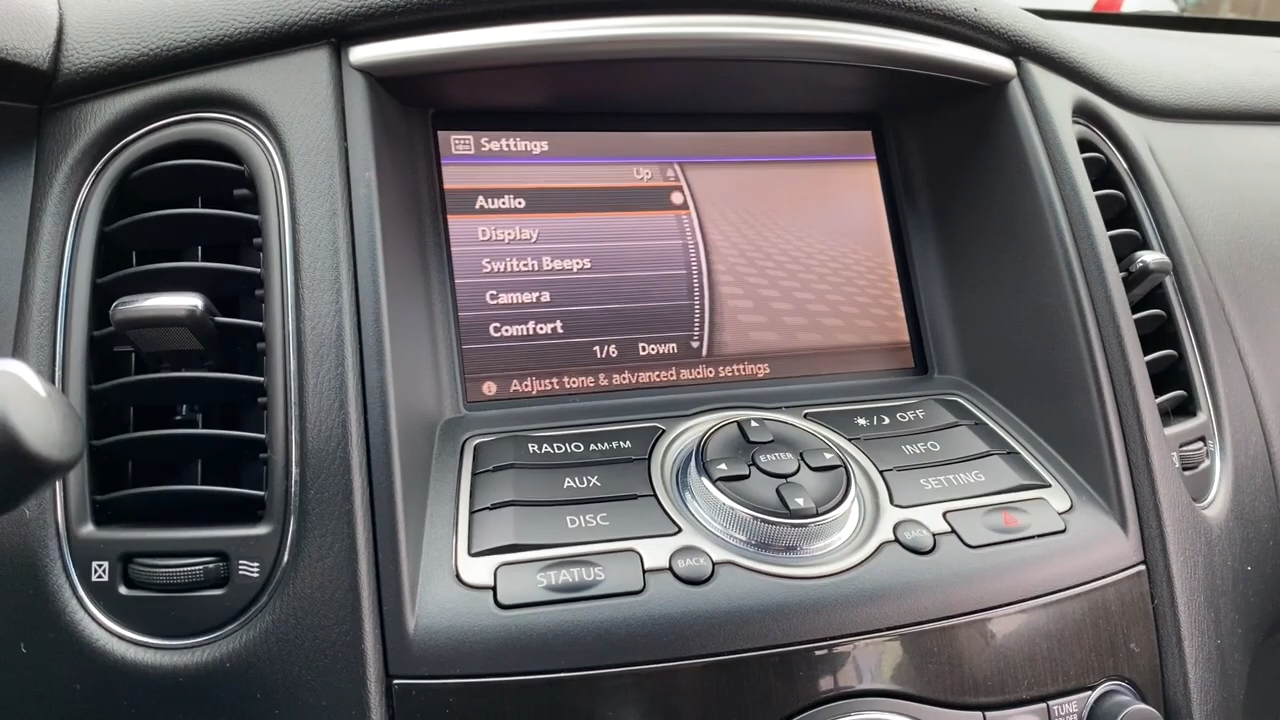 Settings
Up
Audio
Display
Switch Beeps
Camera
Comfort
1/6 Down
Adjust tone & advanced audio settings
RADIO AM·FM
AUX
DISC
STATUS
BACK
ENTER
OFF
INFO
SETTING
BACK
TUNE
FOLDER